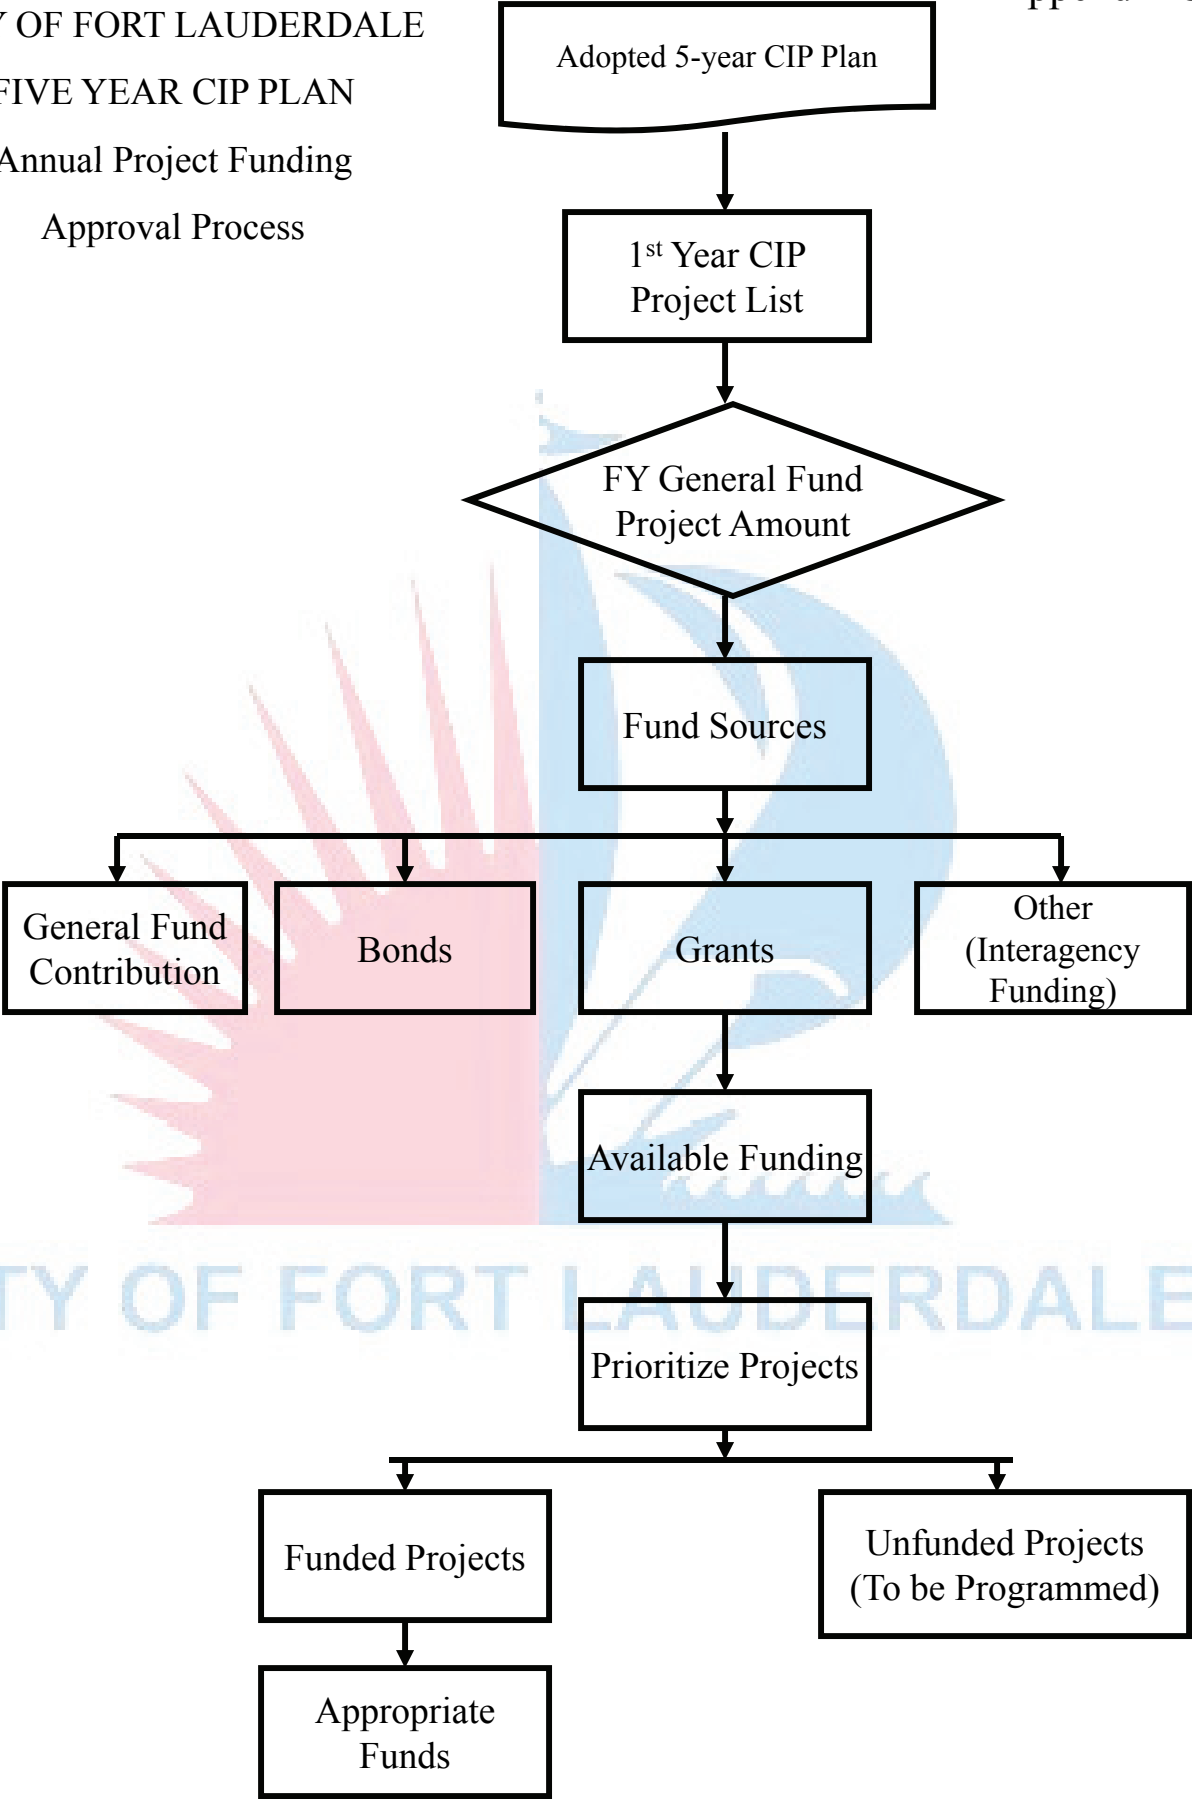 OF FORT LAUDERDALE
FIVE YEAR CIP PLAN
Annual Project Funding
Approval Process
Adopted 5-year CIP Plan
1st Year CIP
Project List
FY General Fund
Project Amount
Fund Sources
General Fund
Contribution
Bonds
Grants
Other
(Interagency
Funding)
Available Funding
OF FORT LAUDERDALE
Prioritize Projects
Funded Projects
Unfunded Projects
(To be Programmed)
Appropriate
Funds